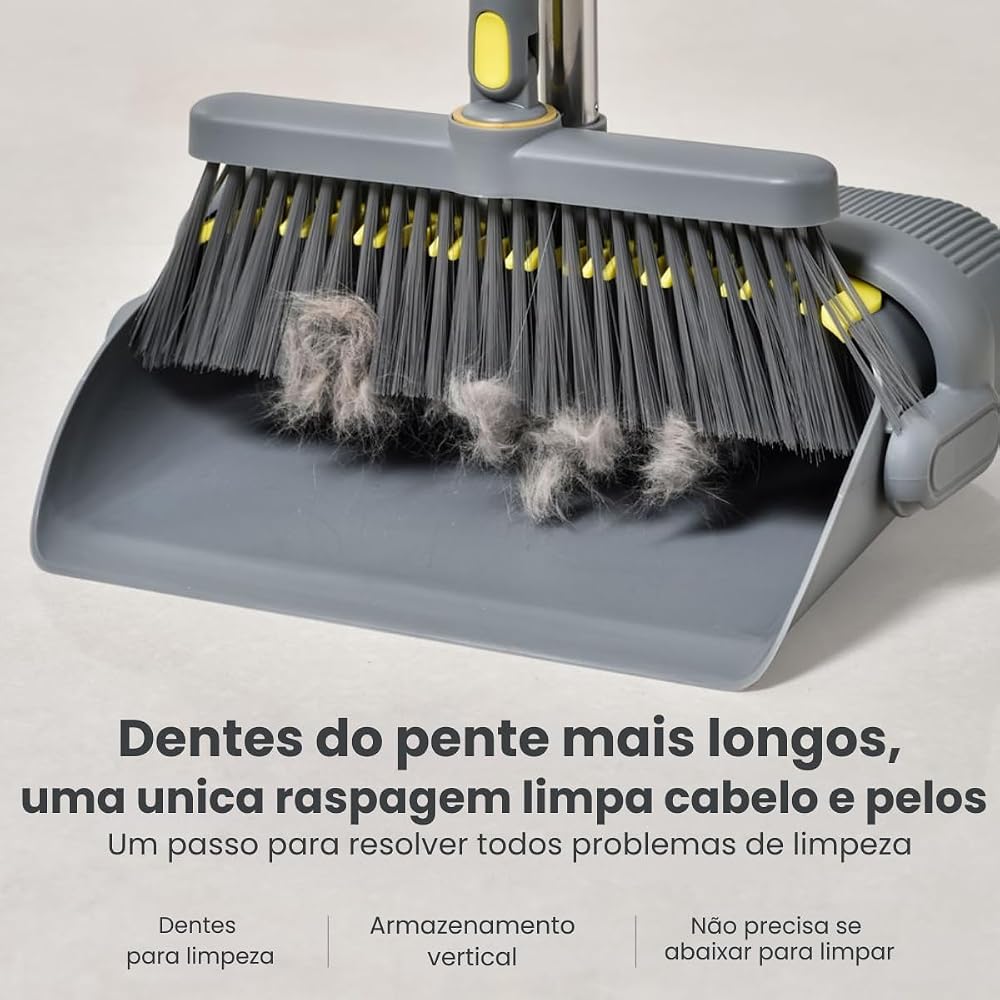 Dentes do pente mais longos,
uma unica raspagem limpa cabelo e pelos
Um passo para resolver todos problemas de limpeza
Dentes
para limpeza
Armazenamento
vertical
Não precisa se
abaixar para limpar